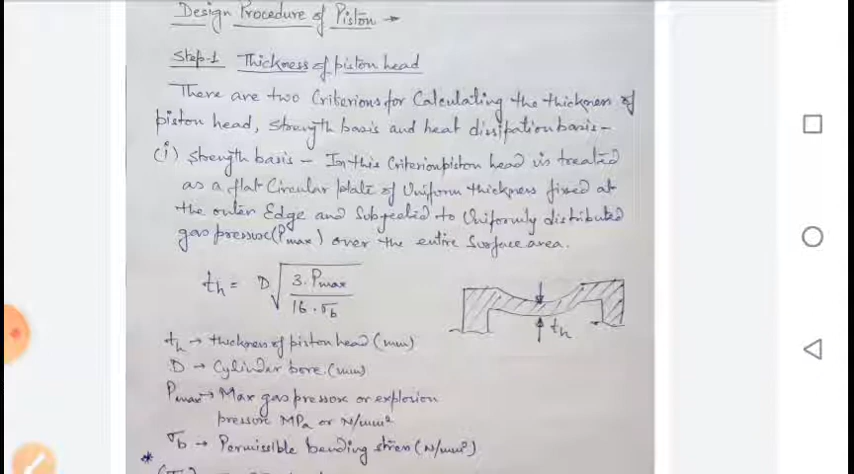 Design Procedure of Piston →
Step-1 Thickness of piston head
There are two Criterions for Calculating the thickness of
piston head, strength basis and heat dissipation basis -
(i) Strength basis - In this Criterion piston head is treated
as a flat Circular plate of Uniform thickness fixed at
the outer Edge and Subjected to Uniformly distributed
gas pressure (Pmax) over the entire Surface area.
th = D √(3. Pmax / 16 . σb)
th
th → thickness of piston head (mm)
D → Cylinder bore. (mm)
Pmax → Max gas pressure or explosion
pressure MPa or N/mm²
σb → Permissible bending stress (N/mm²)
*